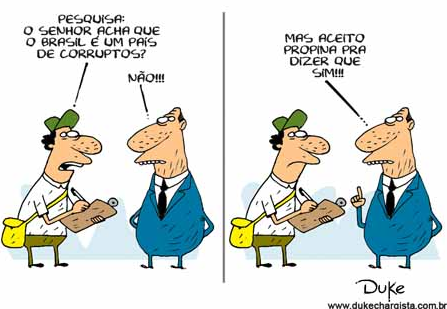 PESQUISA:
O SENHOR ACHA QUE
O BRASIL É UM PAÍS
DE CORRUPTOS?
NÃO!!!
MAS ACEITO
PROPINA PRA
DIZER QUE
SIM!!!
DUKE
www.dukechargista.com.br